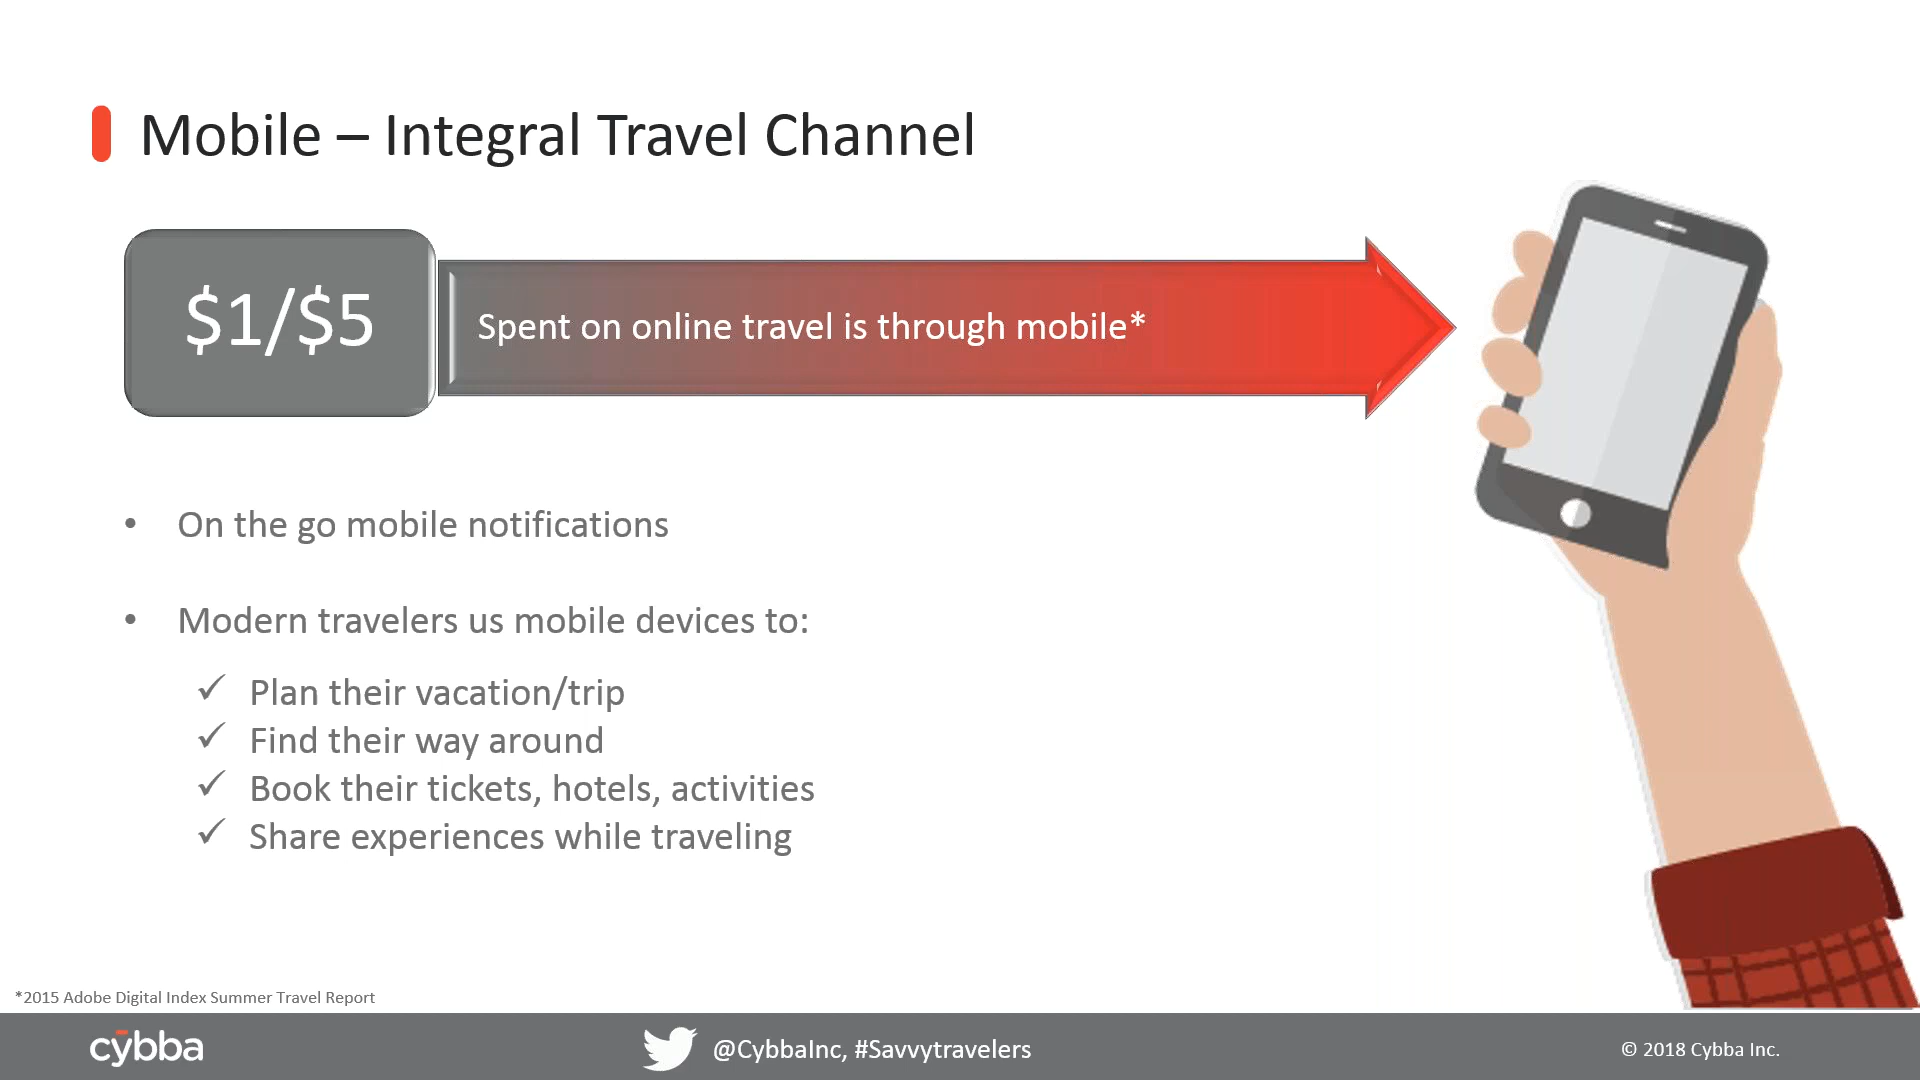 Mobile – Integral Travel Channel
$1/$5
Spent on online travel is through mobile*
• On the go mobile notifications
• Modern travelers us mobile devices to:
✓ Plan their vacation/trip
✓ Find their way around
✓ Book their tickets, hotels, activities
✓ Share experiences while traveling
*2015 Adobe Digital Index Summer Travel Report
cybba
@CybbaInc, #Savvytravelers
© 2018 Cybba Inc.